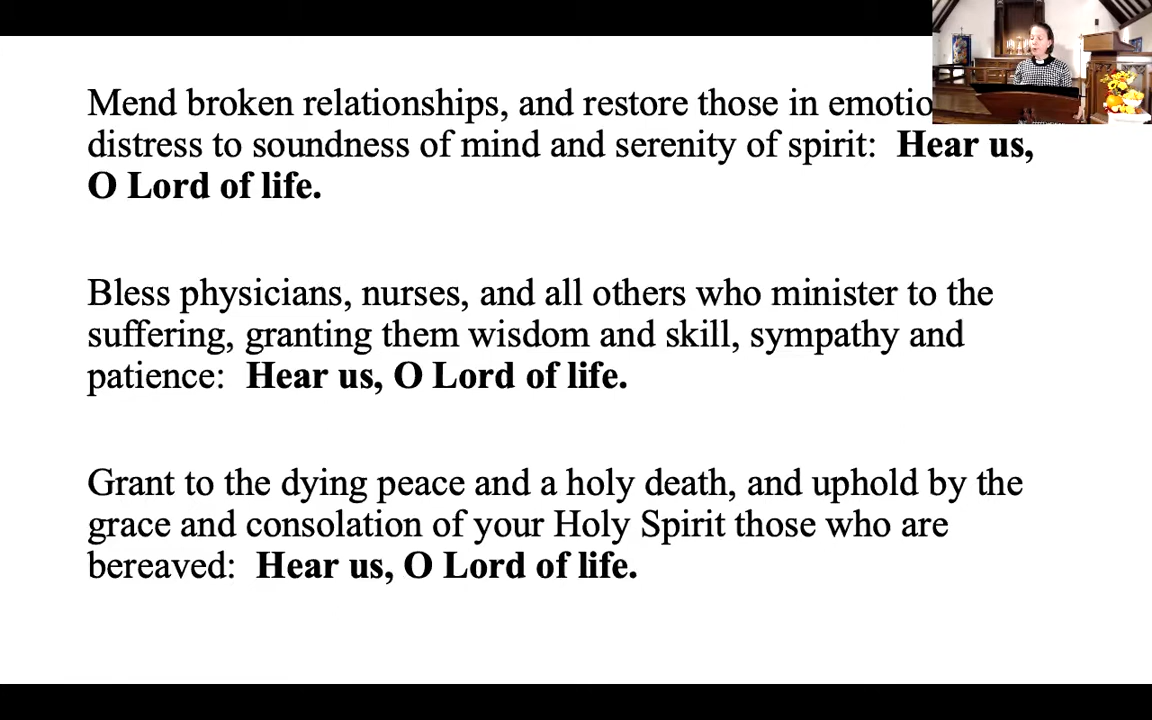 Mend broken relationships, and restore those in
distress to soundness of mind and serenity of spirit: Hear us,
O Lord of life.
Bless physicians, nurses, and all others who minister to the
suffering, granting them wisdom and skill, sympathy and
patience: Hear us, O Lord of life.
Grant to the dying peace and a holy death, and uphold by the
grace and consolation of your Holy Spirit those who are
bereaved: Hear us, O Lord of life.